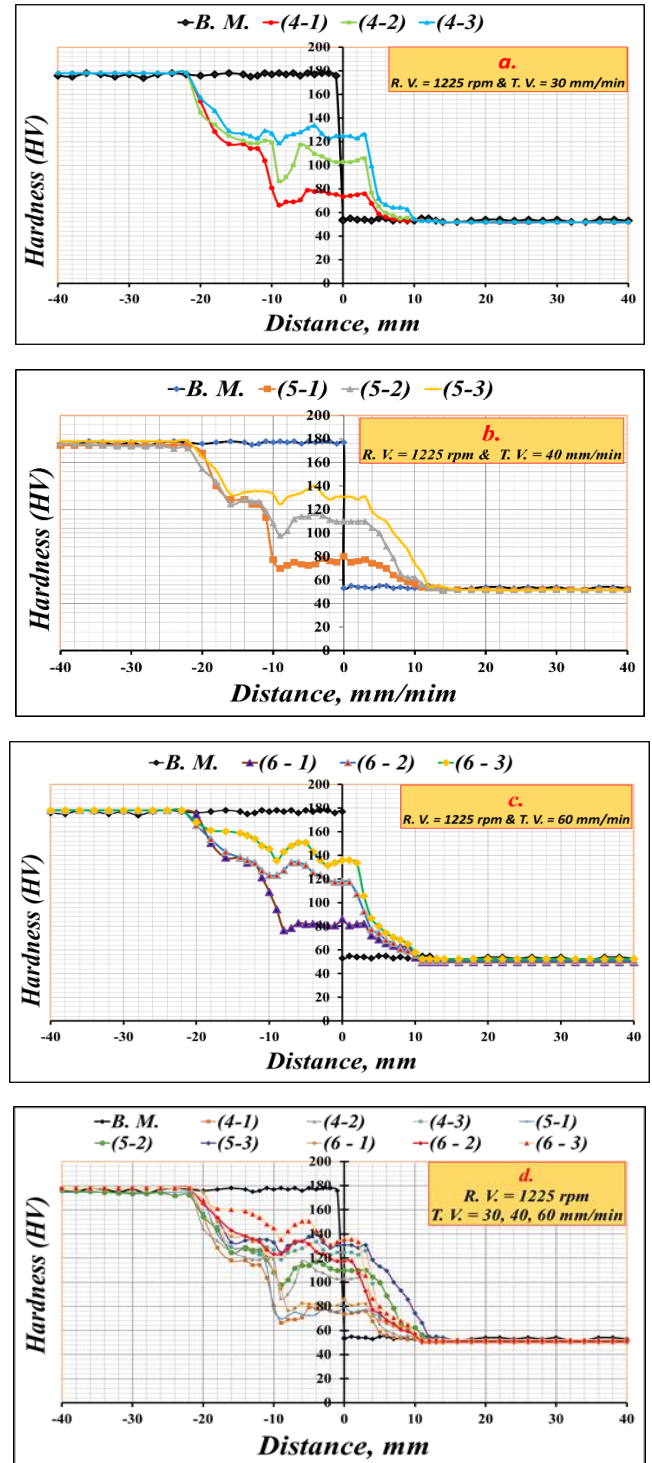 B. M. (4-1) (4-2) (4-3)
a.
R. V. = 1225 rpm & T. V. = 30 mm/min
Hardness (HV)
200
180
160
140
120
100
80
60
40
20
0
-40 -30 -20 -10 0 10 20 30 40
Distance, mm
B. M. (5-1) (5-2) (5-3)
b.
R. V. = 1225 rpm & T. V. = 40 mm/min
Hardness (HV)
200
180
160
140
120
100
80
60
40
20
0
-40 -30 -20 -10 0 10 20 30 40
Distance, mm/mim
B. M. (6 - 1) (6 - 2) (6 - 3)
c.
R. V. = 1225 rpm & T. V. = 60 mm/min
Hardness (HV)
200
180
160
140
120
100
80
60
40
20
0
-40 -30 -20 -10 0 10 20 30 40
Distance, mm
B. M. (4-1) (4-2) (4-3) (5-1)
(5-2) (5-3) (6 - 1) (6 - 2) (6 - 3)
d.
R. V. = 1225 rpm
T. V. = 30, 40, 60 mm/min
Hardness (HV)
200
180
160
140
120
100
80
60
40
20
0
-40 -30 -20 -10 0 10 20 30 40
Distance, mm